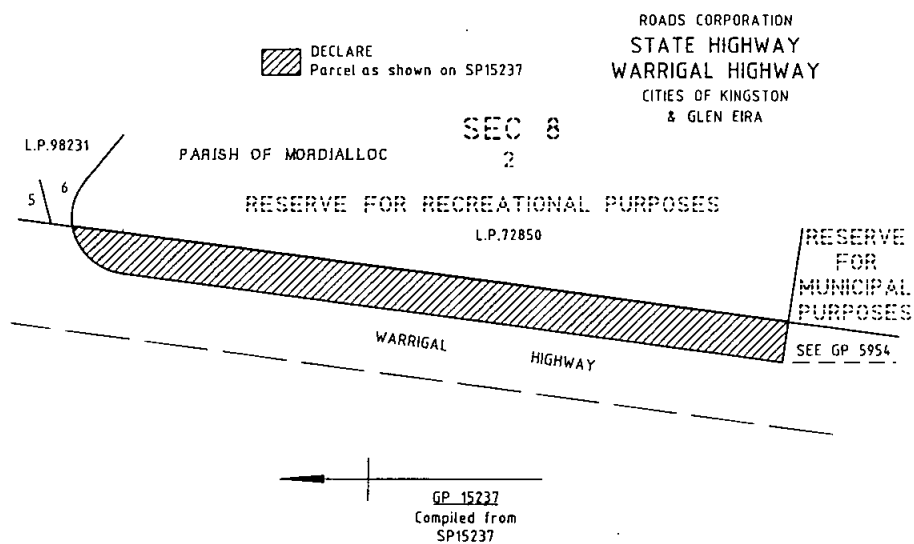 ROADS CORPORATION
STATE HIGHWAY
WARRIGAL HIGHWAY
CITIES OF KINGSTON
& GLEN EIRA
DECLARE
Parcel as shown on SP15237
SEC 8
2
L.P.98231
PARISH OF MORDIALLOC
5
6
RESERVE FOR RECREATIONAL PURPOSES
L.P.72850
RESERVE
FOR
MUNICIPAL
PURPOSES
WARRIGAL HIGHWAY
SEE GP 5954
GP 15237
Compiled from
SP15237